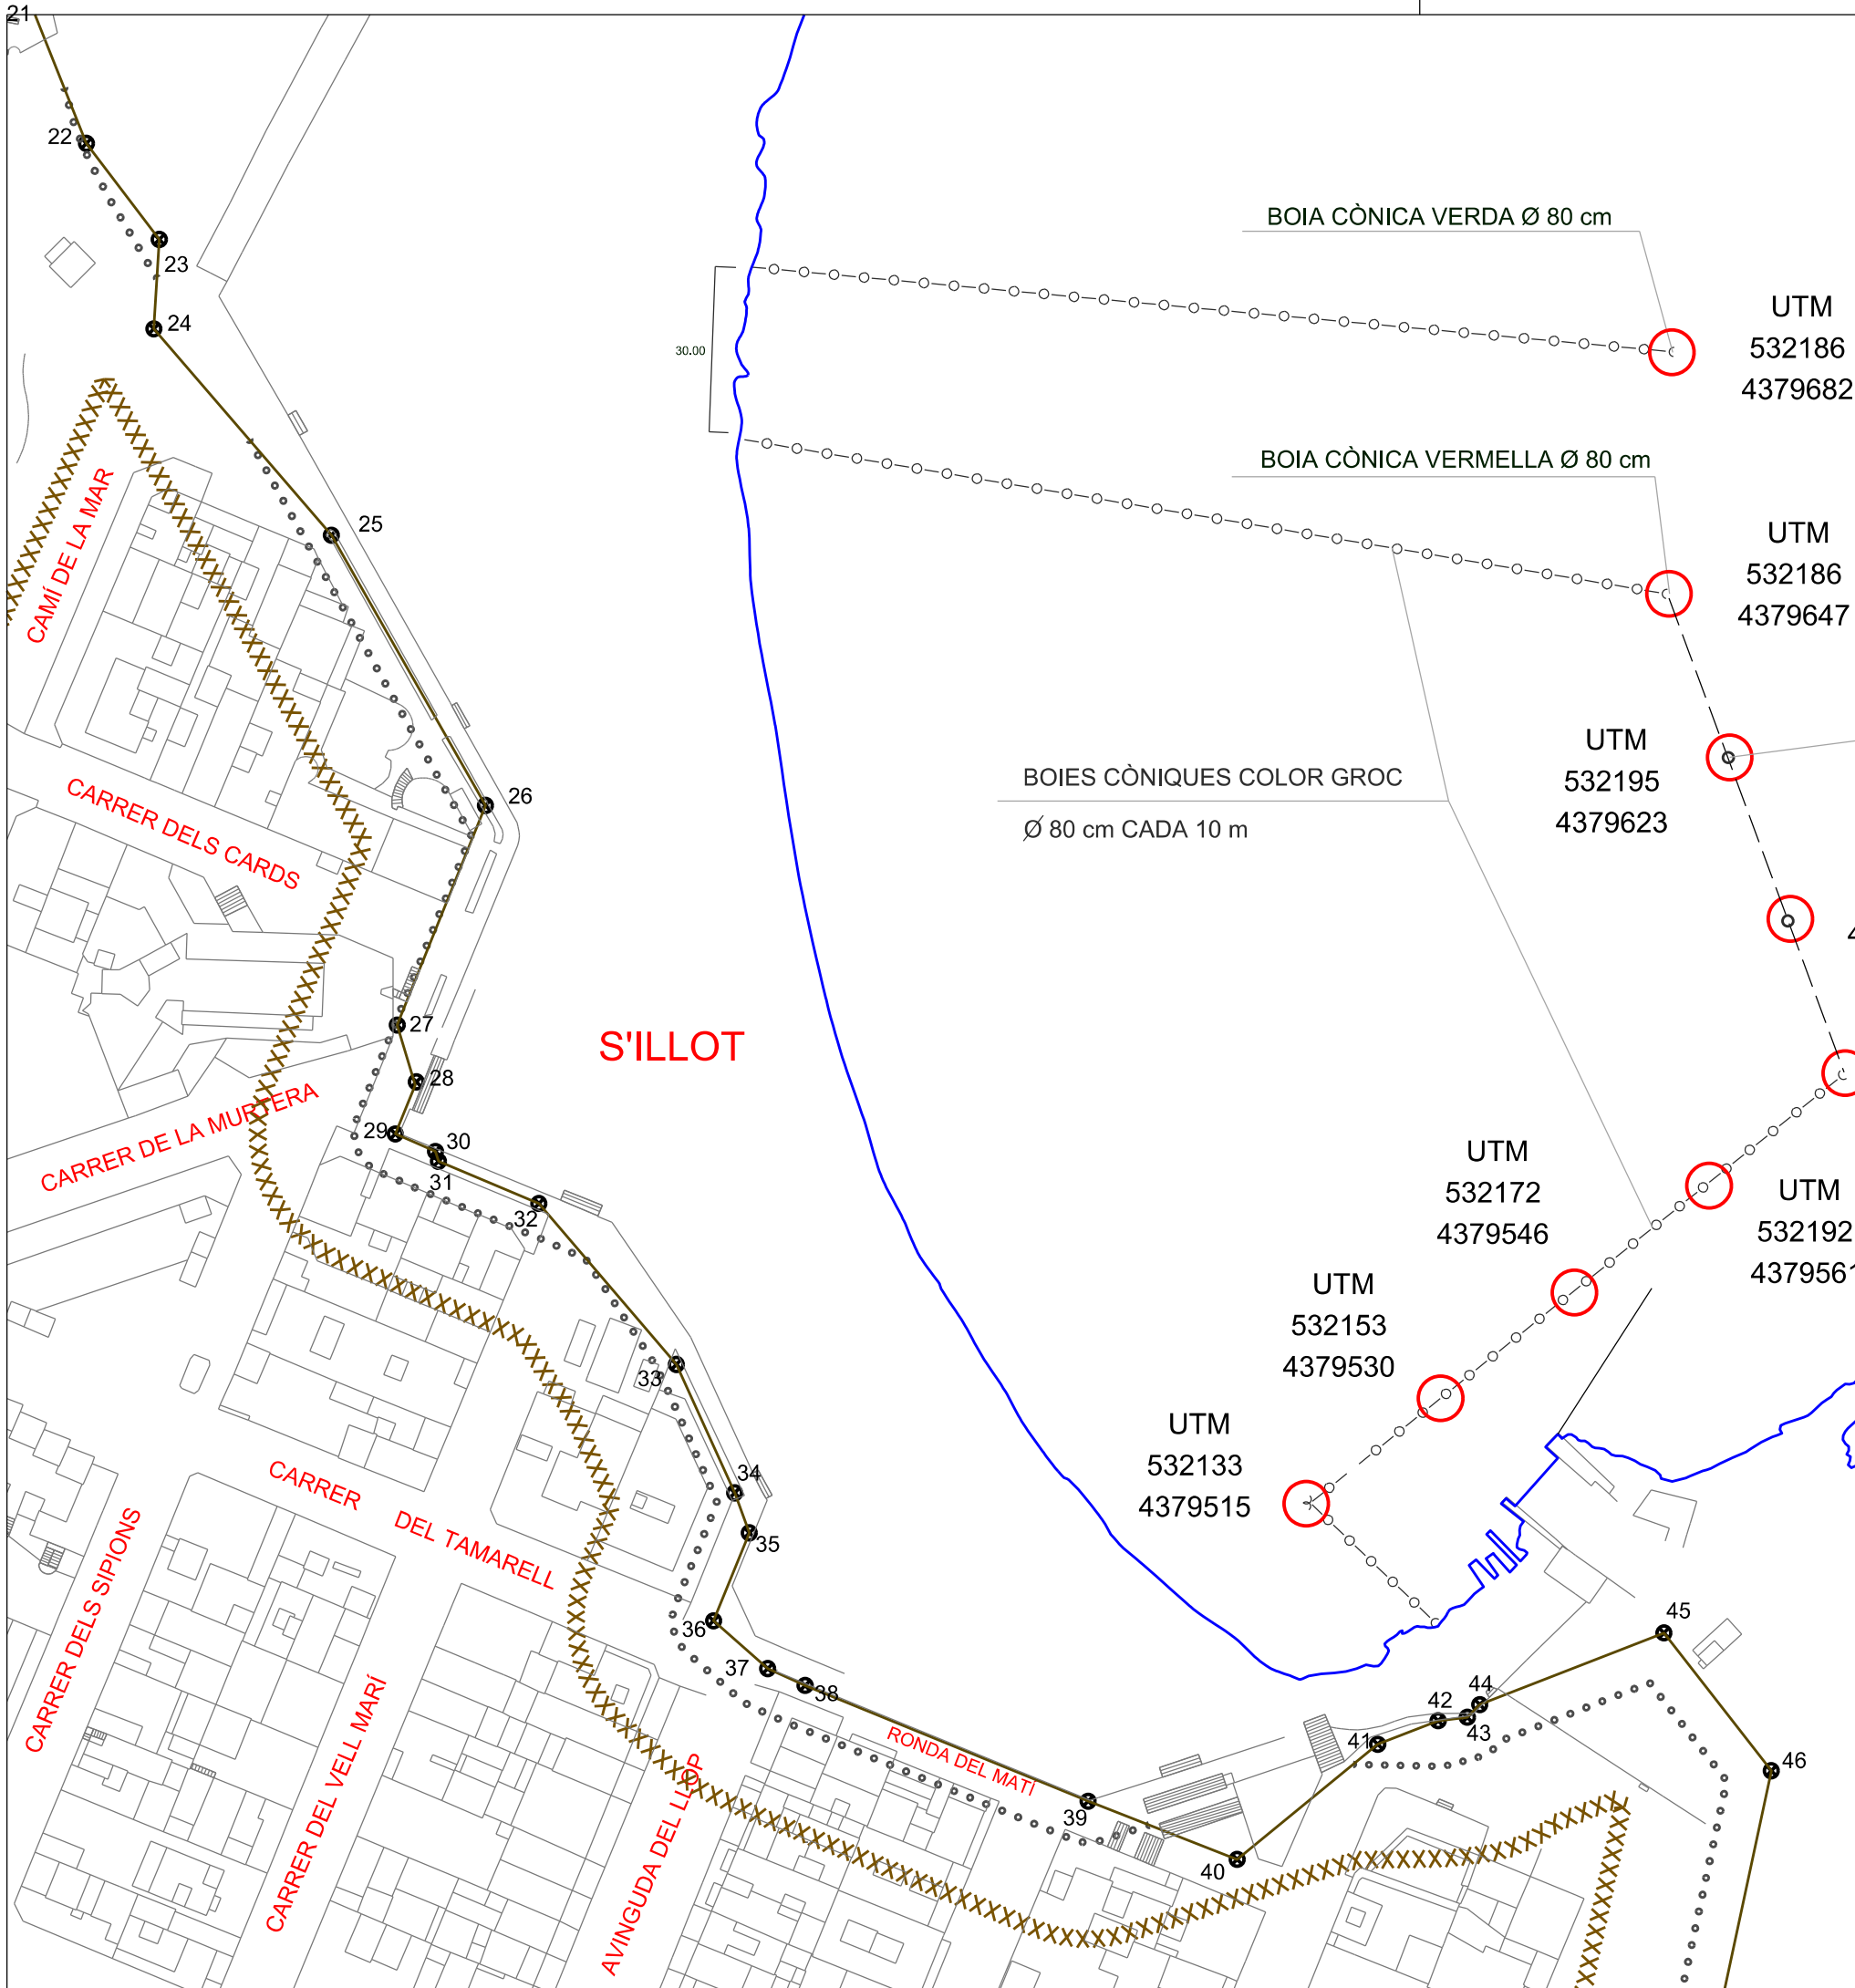 21
22
23
24
25
26
27
28
29
30
31
32
33
34
35
36
37
38
39
40
41
42
43
44
45
46
BOIA CÒNICA VERDA Ø 80 cm
UTM
532186
4379682
30.00
BOIA CÒNICA VERMELLA Ø 80 cm
UTM
532186
4379647
UTM
532195
4379623
BOIES CÒNIQUES COLOR GROC
Ø 80 cm CADA 10 m
4
S'ILLOT
UTM
532172
4379546
UTM
532192
4379561
UTM
532153
4379530
UTM
532133
4379515
CAMÍ DE LA MAR
CARRER DELS CARDS
CARRER DE LA MURTERA
CARRER DEL TAMARELL
CARRER DELS SIPIONS
CARRER DEL VELL MARÍ
AVINGUDA DEL LLOP
RONDA DEL MATÍ